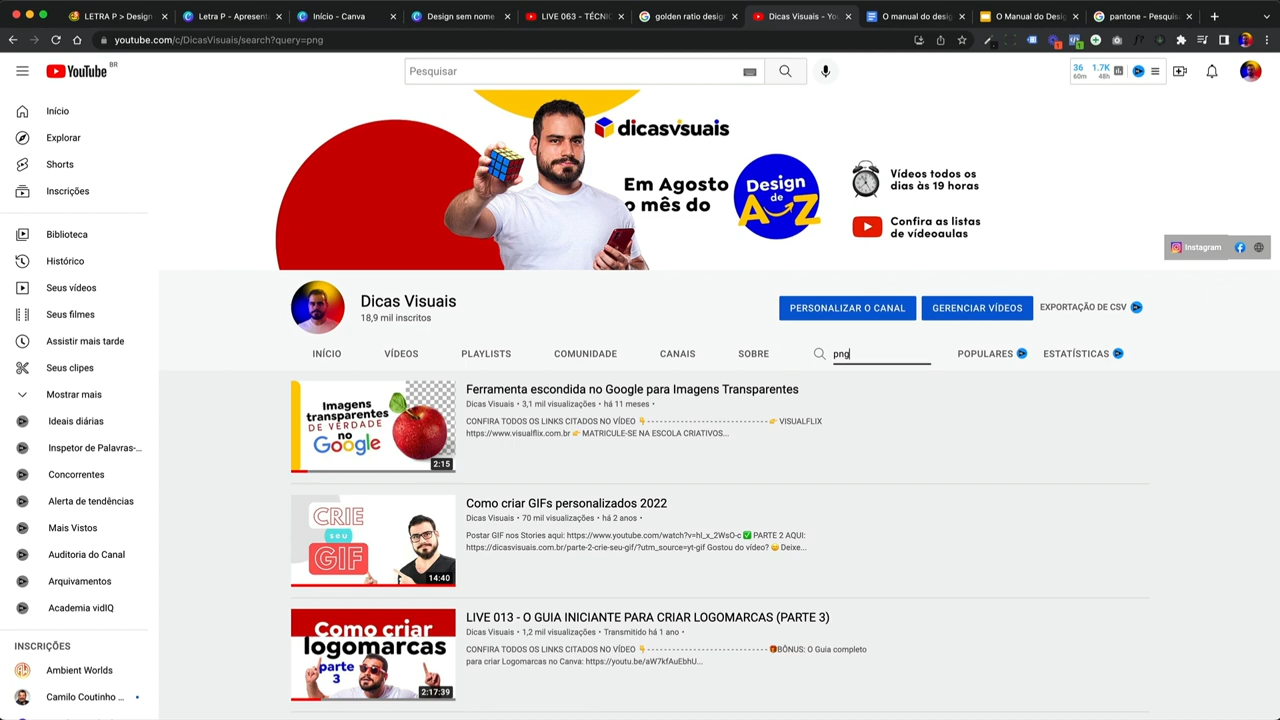 LETRA P > Design
Letra P - Apresenta
Início - Canva
Design sem nome
LIVE 063 - TÉCNIC
golden ratio design
Dicas Visuais - You
O manual do desig
O Manual do Desig
pantone - Pesquisa
youtube.com/c/DicasVisuais/search?query=png
YouTube BR
Pesquisar
36 1.7K
60m 48h
dicasvisuais
Em Agosto
o mês do
Design
de
A Z
Vídeos todos os
dias às 19 horas
Confira as listas
de vídeoaulas
Instagram
Início
Explorar
Shorts
Inscrições
Biblioteca
Histórico
Seus vídeos
Seus filmes
Assistir mais tarde
Seus clipes
Mostrar mais
Ideais diárias
Inspetor de Palavras-...
Concorrentes
Alerta de tendências
Mais Vistos
Auditoria do Canal
Arquivamentos
Academia vidIQ
INSCRIÇÕES
Ambient Worlds
Camilo Coutinho ...
Dicas Visuais
18,9 mil inscritos
PERSONALIZAR O CANAL
GERENCIAR VÍDEOS
EXPORTAÇÃO DE CSV
INÍCIO
VÍDEOS
PLAYLISTS
COMUNIDADE
CANAIS
SOBRE
png
POPULARES
ESTATÍSTICAS
Imagens
transparentes
DE VERDADE
no
Google
2:15
Ferramenta escondida no Google para Imagens Transparentes
Dicas Visuais • 3,1 mil visualizações • há 11 meses •
CONFIRA TODOS OS LINKS CITADOS NO VÍDEO 👇 - - - - - - - - - - - - - - - - - - - - - - - - - - - - - 👉 VISUALFLIX
https://www.visualflix.com.br 👉 MATRICULE-SE NA ESCOLA CRIATIVOS...
CRIE
seu
GIF
14:40
Como criar GIFs personalizados 2022
Dicas Visuais • 70 mil visualizações • há 2 anos •
Postar GIF nos Stories aqui: https://www.youtube.com/watch?v=hl_x_2WsO-c ✅ PARTE 2 AQUI:
https://dicasvisuais.com.br/parte-2-crie-seu-gif/?utm_source=yt-gif Gostou do vídeo? 😄 Deixe...
Como criar
logomarcas
parte
3
2:17:39
LIVE 013 - O GUIA INICIANTE PARA CRIAR LOGOMARCAS (PARTE 3)
Dicas Visuais • 1,2 mil visualizações • Transmitido há 1 ano •
CONFIRA TODOS OS LINKS CITADOS NO VÍDEO 👇 - - - - - - - - - - - - - - - - - - - - - - - - - - - - - 🎁BÔNUS: O Guia completo
para criar Logomarcas no Canva: https://youtu.be/aW7kfAuEbhU...